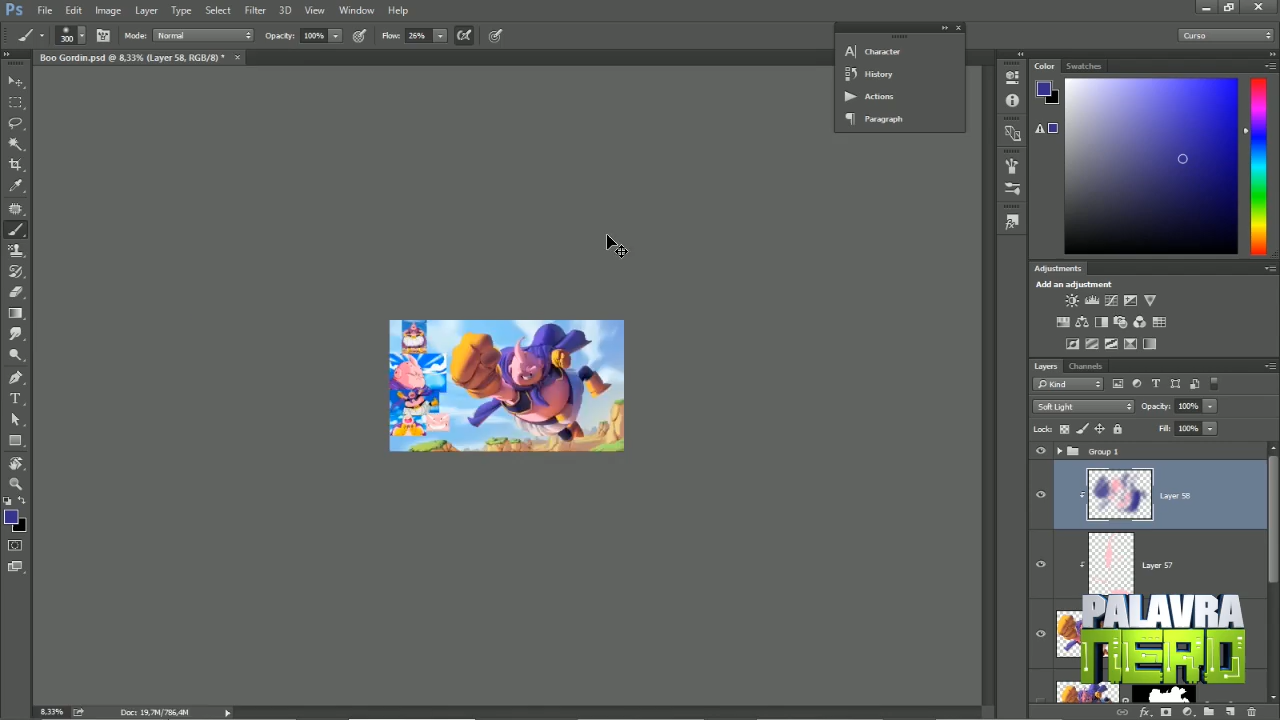 Ps File Edit Image Layer Type Select Filter 3D View Window Help
300 Mode: Normal Opacity: 100% Flow: 26% Curso
Boo Gordin.psd @ 8,33% (Layer 58, RGB/8) * ×
Character
History
Actions
Paragraph
Color Swatches
Adjustments
Add an adjustment
Layers Channels
Kind
Soft Light Opacity: 100%
Lock: Fill: 100%
Group 1
Layer 58
Layer 57
PALAVRA
NERD
8,33% Doc: 19,7M/786,4M